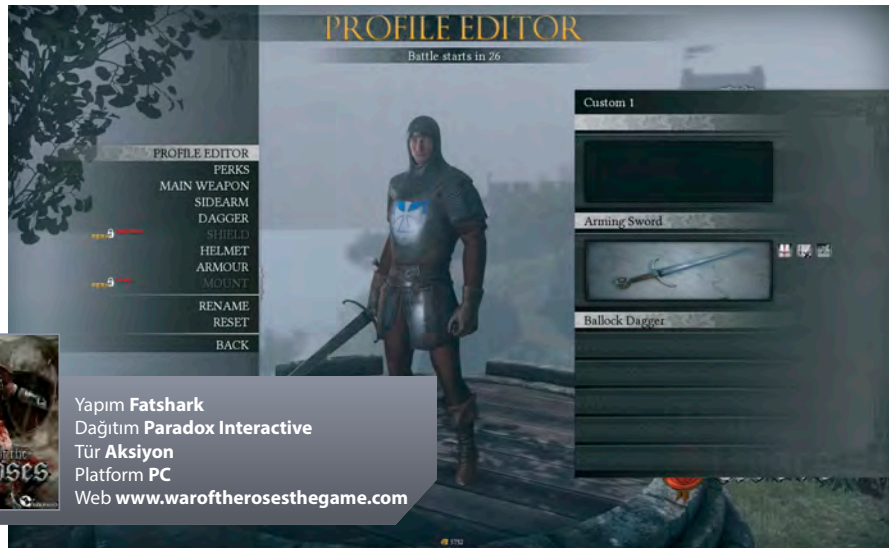 PROFILE EDITOR
Battle starts in 26
PROFILE EDITOR
PERKS
MAIN WEAPON
SIDEARM
DAGGER
SHIELD
HELMET
ARMOUR
MOUNT
RENAME
RESET
BACK
Custom 1
Arming Sword
Ballock Dagger
of the
Yapım Fatshark
Dağıtım Paradox Interactive
Tür Aksiyon
Platform PC
Web www.waroftherosesthegame.com